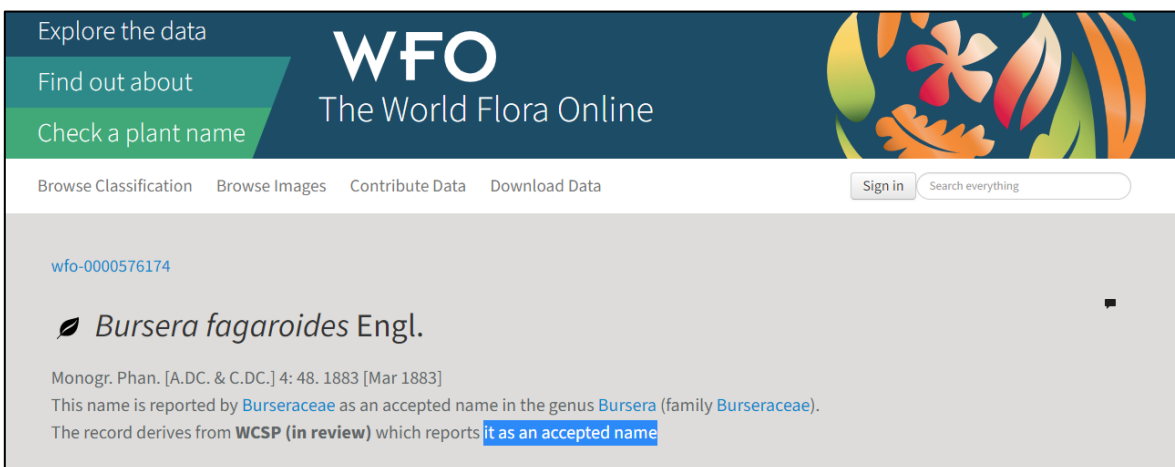 Explore the data
Find out about
Check a plant name
WFO
The World Flora Online
Browse Classification Browse Images Contribute Data Download Data Sign in Search everything
wfo-0000576174
Bursera fagaroides Engl.
Monogr. Phan. [A.DC. & C.DC.] 4: 48. 1883 [Mar 1883]
This name is reported by Burseraceae as an accepted name in the genus Bursera (family Burseraceae).
The record derives from WCSP (in review) which reports it as an accepted name